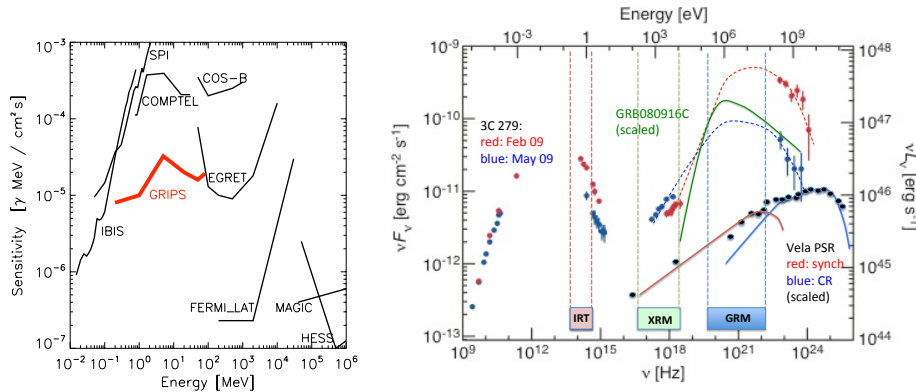 Sensitivity [γ MeV / cm² s]
10⁻³
10⁻⁴
10⁻⁵
10⁻⁶
10⁻⁷
SPI
COS−B
COMPTEL
EGRET
GRIPS
IBIS
FERMI_LAT
MAGIC
HESS
10⁻² 10⁻¹ 10⁰ 10¹ 10² 10³ 10⁴ 10⁵ 10⁶
Energy [MeV]
Energy [eV]
10⁻³ 1 10³ 10⁶ 10⁹
νFν [erg cm⁻² s⁻¹]
10⁻⁹
10⁻¹⁰
10⁻¹¹
10⁻¹²
10⁻¹³
3C 279:
red: Feb 09
blue: May 09
GRB080916C
(scaled)
Vela PSR
red: synch
blue: CR
(scaled)
IRT
XRM
GRM
10⁴⁸
10⁴⁷
10⁴⁶
10⁴⁵
10⁴⁴
νLν [erg s⁻¹]
10⁹ 10¹² 10¹⁵ 10¹⁸ 10²¹ 10²⁴
ν [Hz]